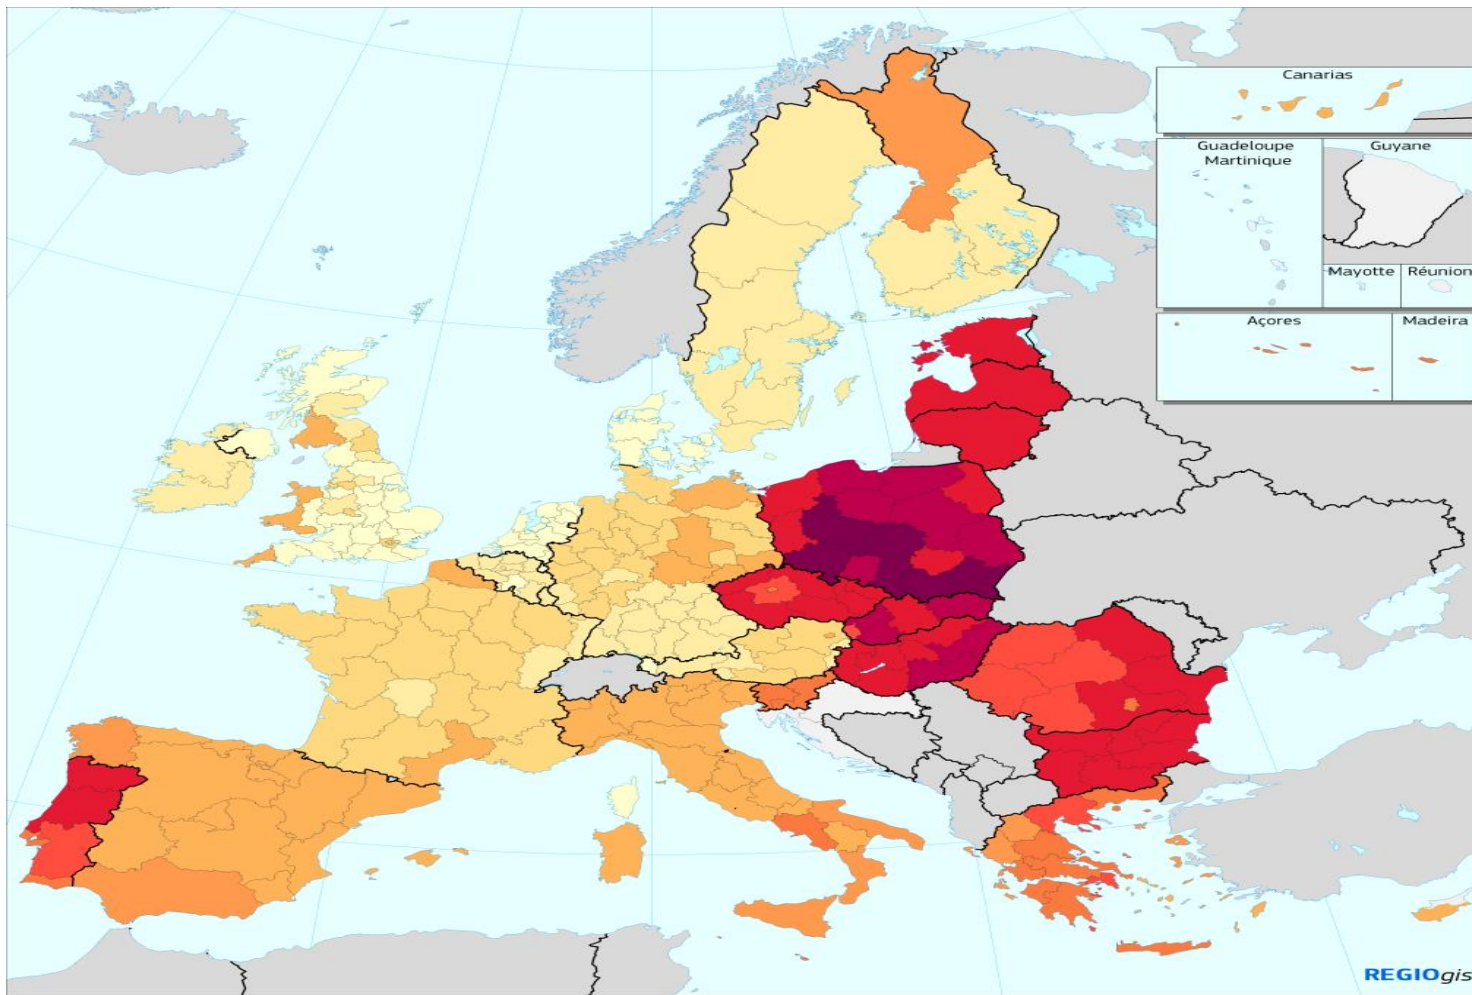 Canarias
Guadeloupe
Martinique
Guyane
Mayotte
Réunion
Açores
Madeira
REGIOgis